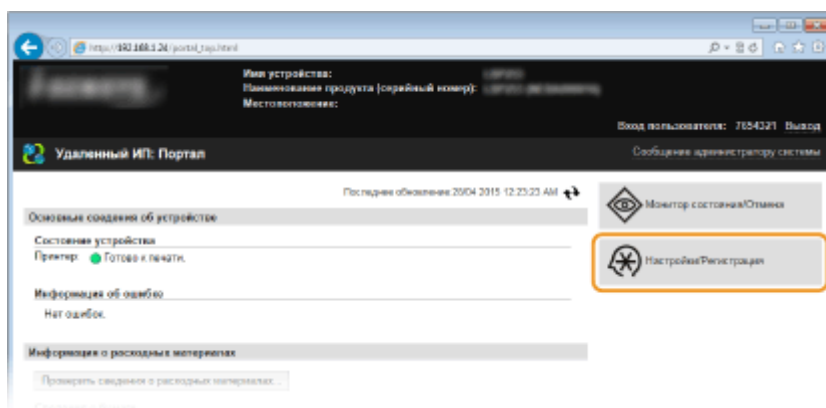 http://192.168.1.24/portal_top.html
Имя устройства:
Наименование продукта (серийный номер):
Местоположение:
Вход пользователя: 7654321 Выход
Удаленный ИП: Портал
Сообщение администратору системы
Последнее обновление: 28/04 2015 12:23:23 AM
Монитор состояния/Отмена
Основные сведения об устройстве
Состояние устройства
Принтер: Готово к печати.
Настройки/Регистрация
Информация об ошибке
Нет ошибок.
Информация о расходных материалах
Проверить сведения о расходных материалах...